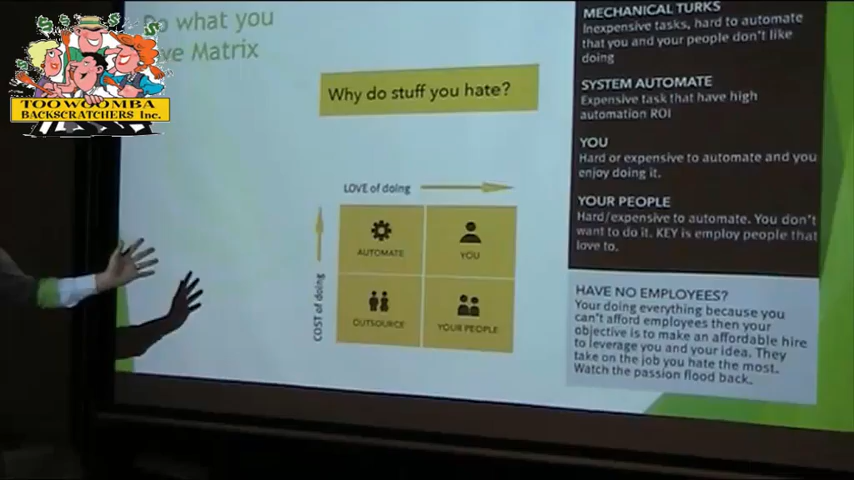 Do what you
ve Matrix
TOOWOOMBA
BACKSCRATCHERS Inc.
Why do stuff you hate?
LOVE of doing
COST of doing
AUTOMATE
YOU
OUTSOURCE
YOUR PEOPLE
MECHANICAL TURKS
Inexpensive tasks, hard to automate
that you and your people don't like
doing
SYSTEM AUTOMATE
Expensive task that have high
automation ROI
YOU
Hard or expensive to automate and you
enjoy doing it.
YOUR PEOPLE
Hard/expensive to automate. You don't
want to do it. KEY is employ people that
love to.
HAVE NO EMPLOYEES?
Your doing everything because you
can't afford employees then your
objective is to make an affordable hire
to leverage you and your idea. They
take on the job you hate the most.
Watch the passion flood back.